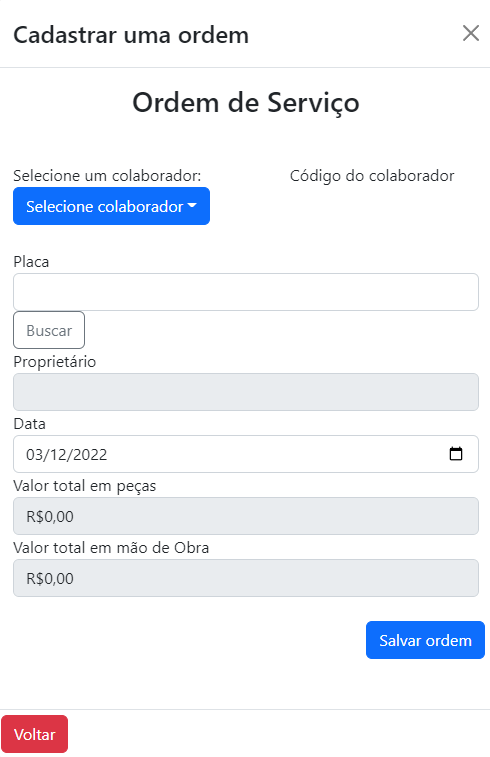 Cadastrar uma ordem
Ordem de Serviço
Selecione um colaborador: Código do colaborador
Selecione colaborador
Placa
Buscar
Proprietário
Data
03/12/2022
Valor total em peças
R$0,00
Valor total em mão de Obra
R$0,00
Salvar ordem
Voltar